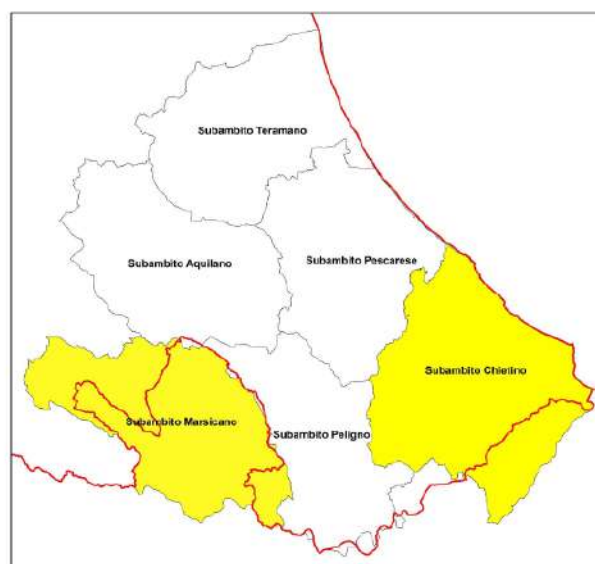 Subambito Teramano
Subambito Aquilano
Subambito Pescarese
Subambito Chietino
Subambito Marsicano
Subambito Peligno